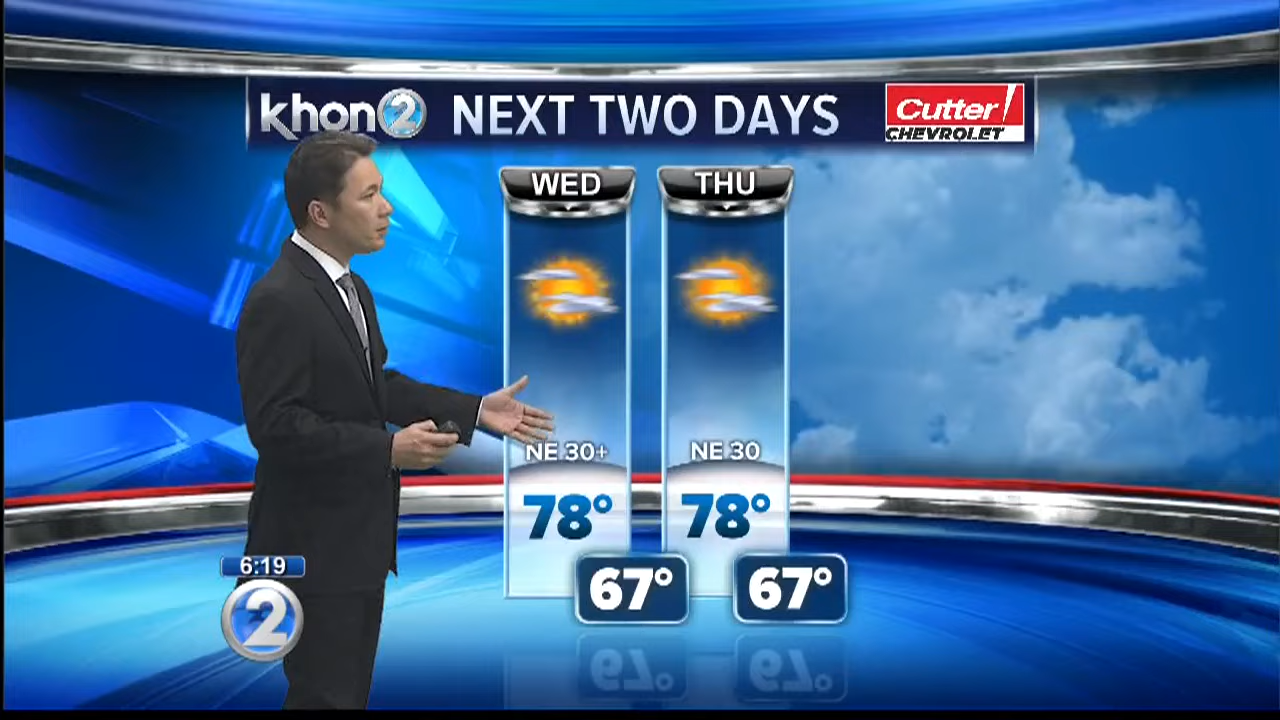 khon2 NEXT TWO DAYS
Cutter!
CHEVROLET
WED THU
NE 30+ NE 30
78° 78°
67° 67°
6:19
2